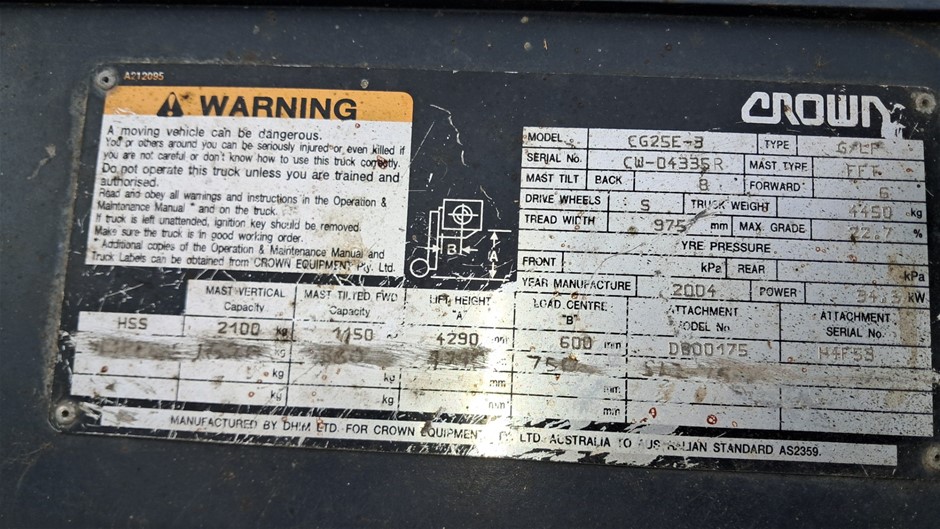 A212095
WARNING
A moving vehicle can be dangerous.
You or others around you can be seriously injured or even killed if
you are not careful or don't know how to use this truck correctly.
Do not operate this truck unless you are trained and
authorised.
Read and obey all warnings and instructions in the Operation &
Maintenance Manual * and on the truck.
If truck is left unattended, ignition key should be removed.
Make sure the truck is in good working order.
* Additional copies of the Operation & Maintenance Manual and
Truck Labels can be obtained from CROWN EQUIPMENT Pty. Ltd.
B
A
CROWN
MODEL CG25E-3 TYPE G/LP
SERIAL No. CW-04335R MAST TYPE FFT
MAST TILT BACK 8 FORWARD 6
DRIVE WHEELS S TRUCK WEIGHT 4450 kg
TREAD WIDTH 975 mm MAX. GRADE 22.7 %
TYRE PRESSURE
FRONT kPa REAR kPa
YEAR MANUFACTURE 2004 POWER kW
MAST VERTICAL Capacity MAST TILTED FWD Capacity LIFT HEIGHT "A" LOAD CENTRE "B" ATTACHMENT MODEL No. ATTACHMENT SERIAL No.
HSS 2100 kg 1150 4290 mm 600 mm H4F59
kg 750
kg kg mm mm
kg kg mm mm
MANUFACTURED BY DHIM LTD. FOR CROWN EQUIPMENT PTY. LTD. AUSTRALIA TO AUSTRALIAN STANDARD AS2359.